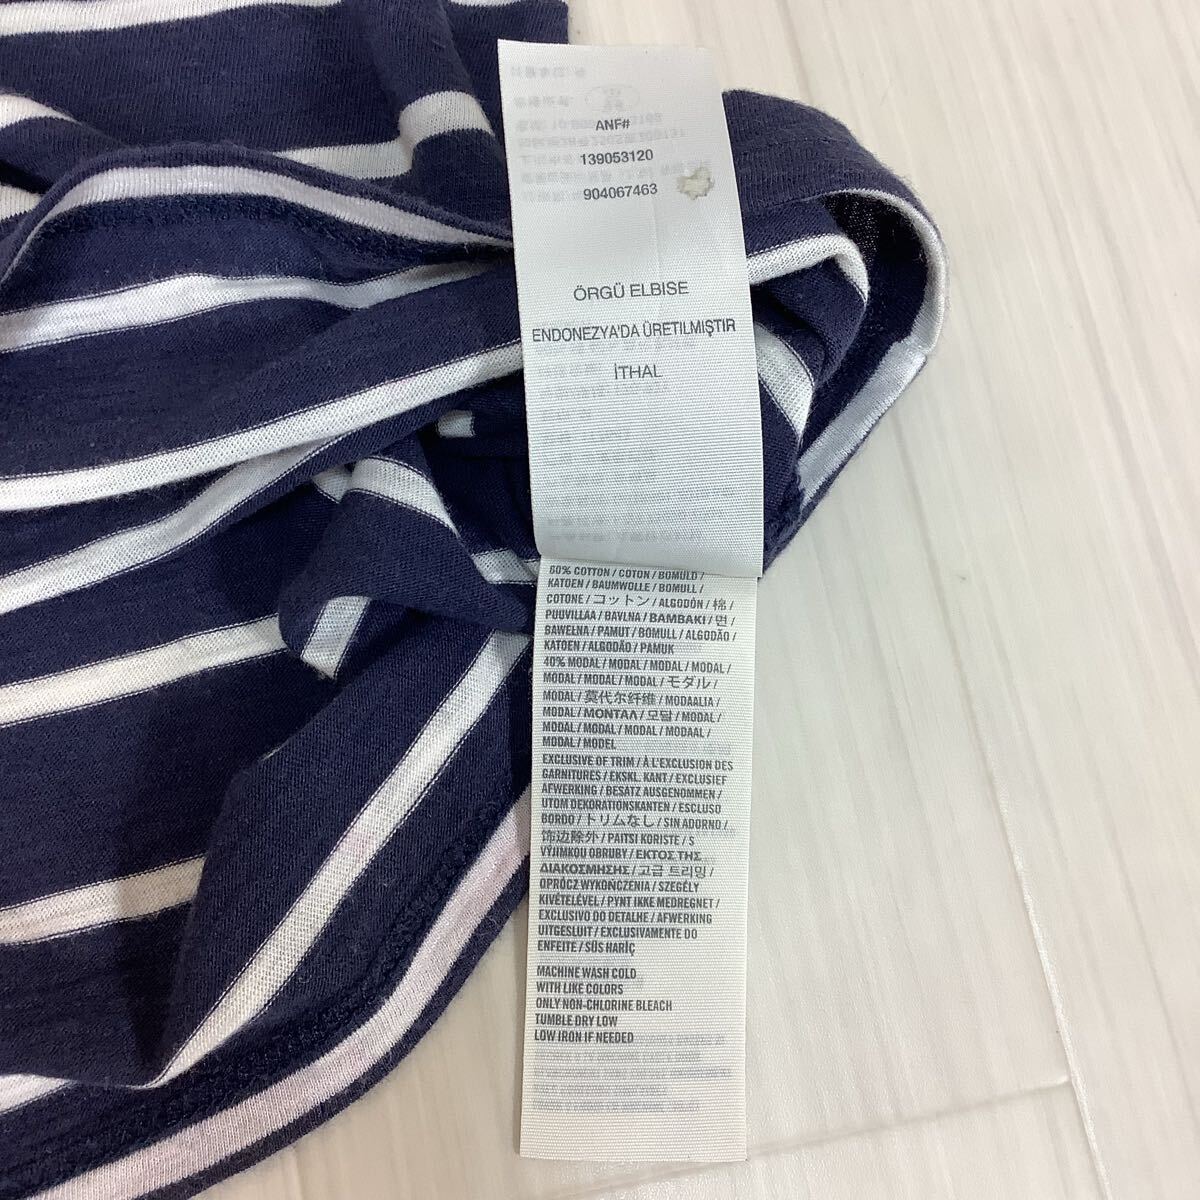 ANF#
139053120
904067463
ÖRGÜ ELBISE
ENDONEZYA'DA ÜRETILMIŞTIR
İTHAL
60% COTTON / COTON / BOMULD /
KATOEN / BAUMWOLLE / BOMULL /
COTONE / コットン / ALGODÓN / 棉 /
PUUVILLAA / BAVLNA / ΒΑΜΒΑΚΙ / 면 /
BAWEŁNA / PAMUT / BOMULL / ALGODÃO /
KATOEN / ALGODÃO / PAMUK
40% MODAL / MODAL / MODAL / MODAL /
MODAL / MODAL / MODAL / モダル /
MODAL / 莫代尔纤维 / MODAALIA /
MODAL / ΜΟΝΤΑΛ / 모달 / MODAL /
MODAL / MODAL / MODAL / MODAAL /
MODAL / MODEL
EXCLUSIVE OF TRIM / À L'EXCLUSION DES
GARNITURES / EKSKL. KANT / EXCLUSIEF
AFWERKING / BESATZ AUSGENOMMEN /
UTOM DEKORATIONSKANTEN / ESCLUSO
BORDO / トリムなし / SIN ADORNO /
饰边除外 / PAITSI KORISTE / S
VÝJIMKOU OBRUBY / ΕΚΤΟΣ ΤΗΣ
ΔΙΑΚΟΣΜΗΣΗΣ / 고급 트리밍 /
OPRÓCZ WYKOŃCZENIA / SZEGÉLY
KIVÉTELÉVEL / PYNT IKKE MEDREGNET /
EXCLUSIVO DO DETALHE / AFWERKING
UITGESLUIT / EXCLUSIVAMENTE DO
ENFEITE / SÜS HARİÇ
MACHINE WASH COLD
WITH LIKE COLORS
ONLY NON-CHLORINE BLEACH
TUMBLE DRY LOW
LOW IRON IF NEEDED